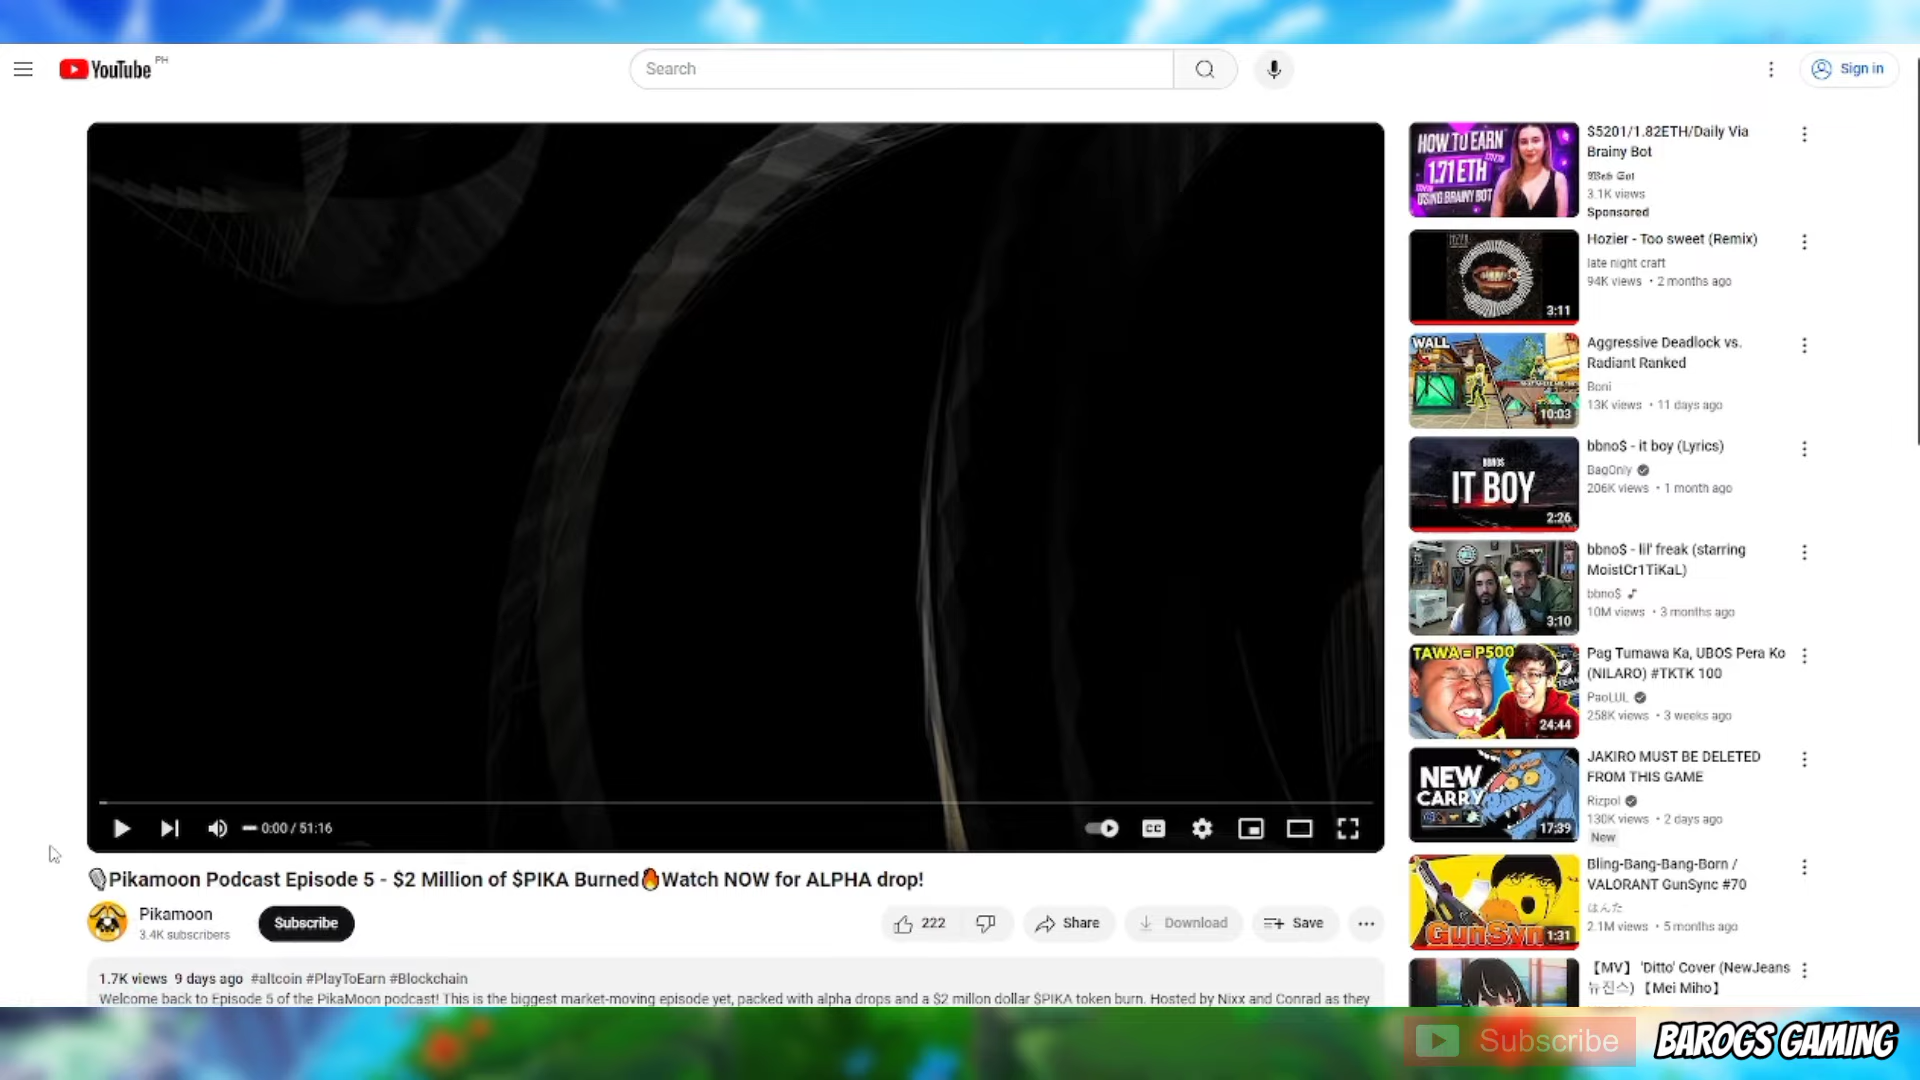 YouTube PH
Search
Sign in
HOW TO EARN
1.71 ETH
USING BRAINY BOT
$5201/1.82ETH/Daily Via
Brainy Bot
Web Got
3.1K views
Sponsored
3:11
Hozier - Too sweet (Remix)
late night craft
94K views • 2 months ago
WALL
10:03
Aggressive Deadlock vs.
Radiant Ranked
Boni
13K views • 11 days ago
BBNO$
IT BOY
2:26
bbno$ - it boy (Lyrics)
BagOnly
206K views • 1 month ago
3:10
bbno$ - lil' freak (starring
MoistCr1TiKaL)
bbno$
10M views • 3 months ago
TAWA = P500
24:44
Pag Tumawa Ka, UBOS Pera Ko
(NILARO) #TKTK 100
PaoLUL
258K views • 3 weeks ago
NEW
CARRY
17:39
JAKIRO MUST BE DELETED
FROM THIS GAME
Rizpol
130K views • 2 days ago
New
GunSyn
1:31
Bling-Bang-Bang-Born /
VALORANT GunSync #70
はんた
2.1M views • 5 months ago
【MV】 'Ditto' Cover (NewJeans
뉴진스) 【Mei Miho】
0:00 / 51:16
CC
🎙️Pikamoon Podcast Episode 5 - $2 Million of $PIKA Burned🔥Watch NOW for ALPHA drop!
Pikamoon
3.4K subscribers
Subscribe
222
Share
Download
Save
1.7K views 9 days ago #altcoin #PlayToEarn #Blockchain
Welcome back to Episode 5 of the PikaMoon podcast! This is the biggest market-moving episode yet, packed with alpha drops and a $2 millon dollar $PIKA token burn. Hosted by Nixx and Conrad as they
Subscribe
BAROGS GAMING